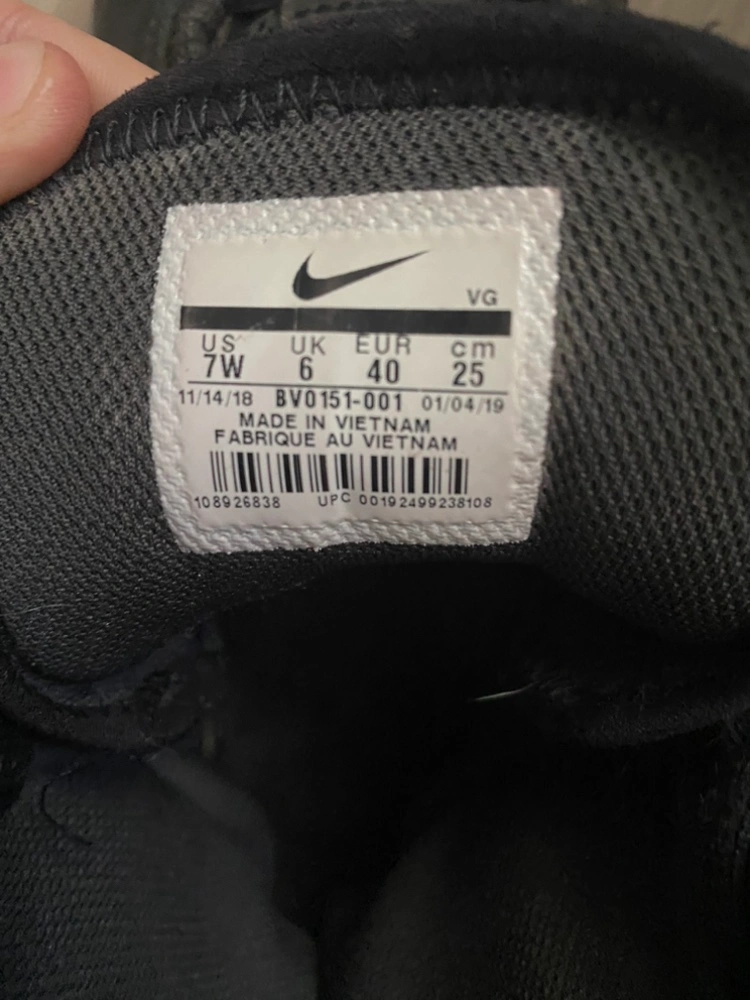 VG
US UK EUR cm
7W 6 40 25
11/14/18 BV0151-001 01/04/19
MADE IN VIETNAM
FABRIQUE AU VIETNAM
108926838 UPC 00192499238108